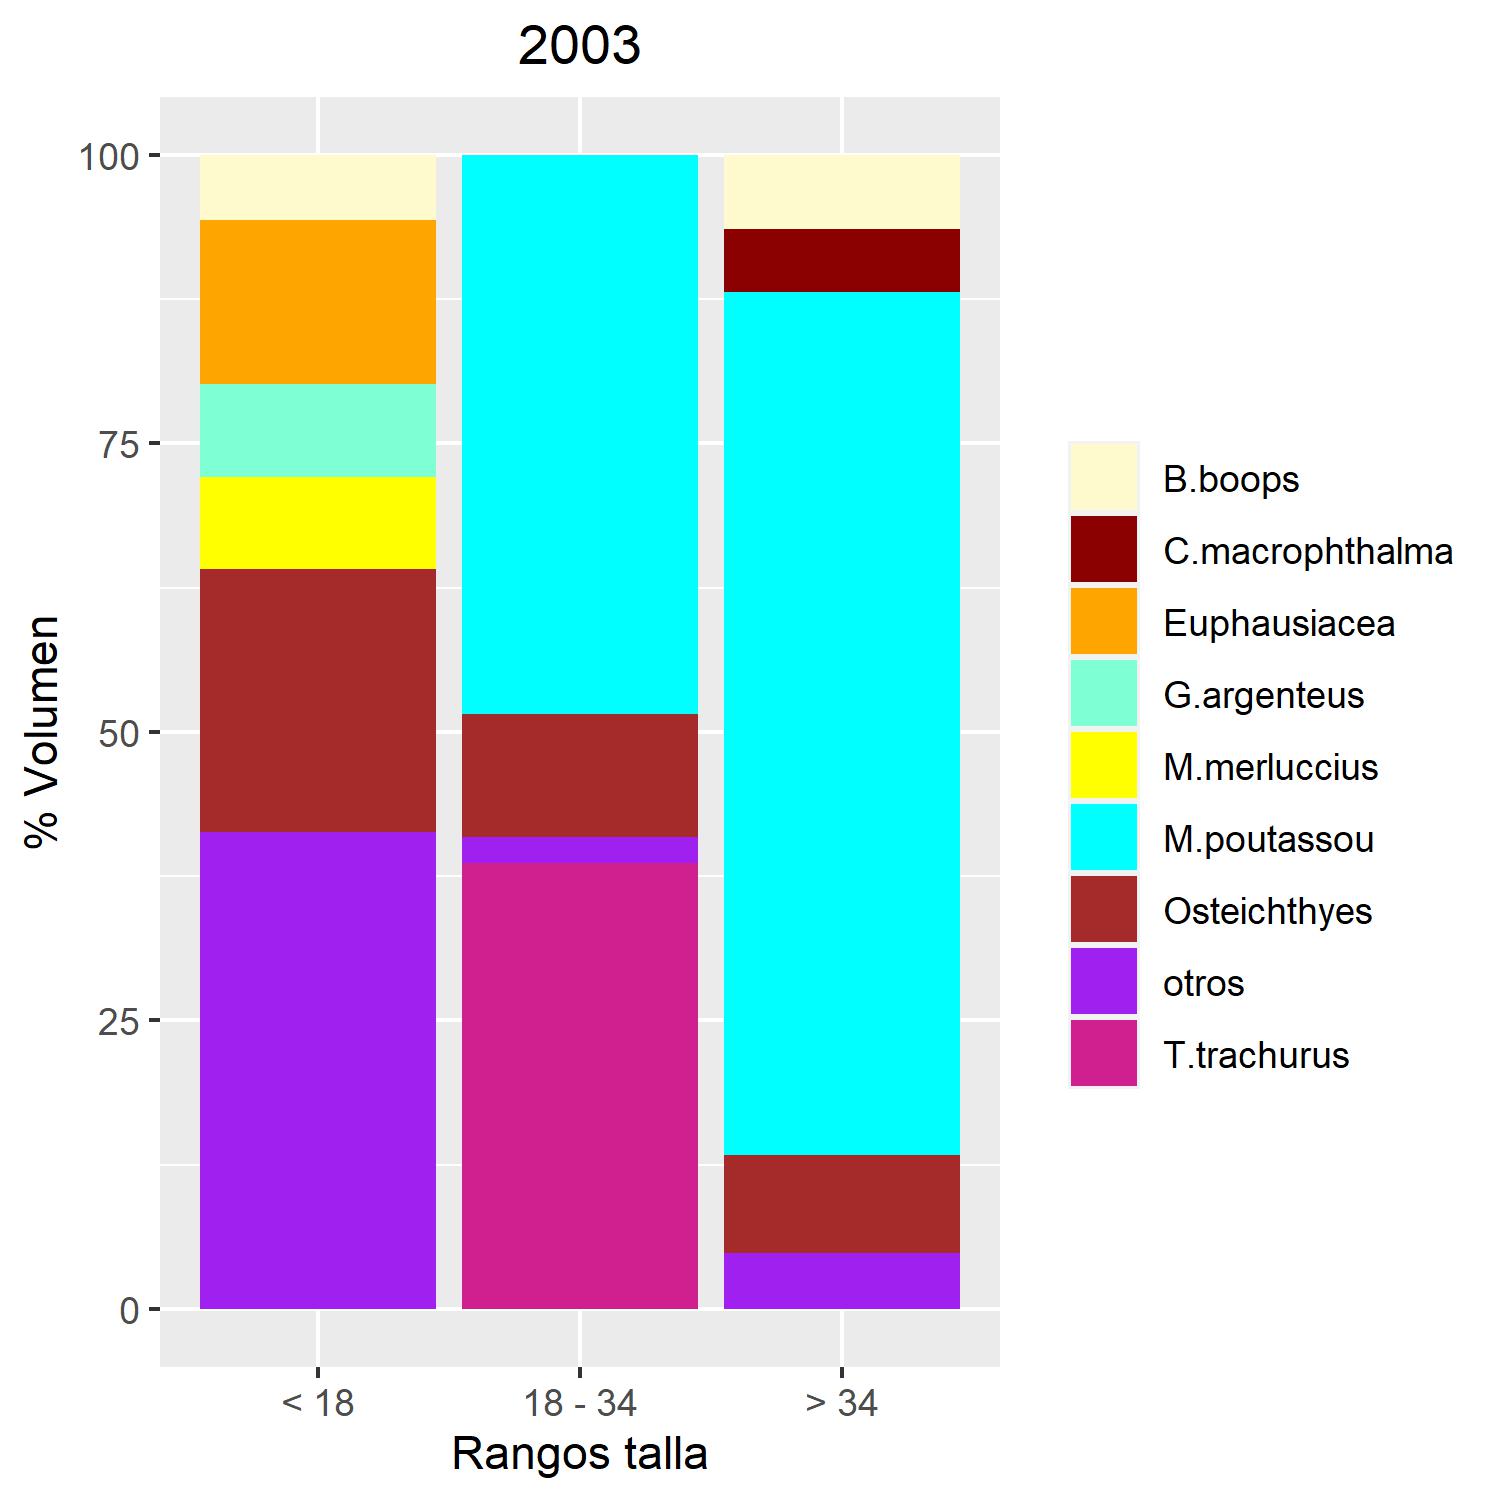 2003
% Volumen
100
75
50
25
0
< 18
18 - 34
> 34
Rangos talla
B.boops
C.macrophthalma
Euphausiacea
G.argenteus
M.merluccius
M.poutassou
Osteichthyes
otros
T.trachurus